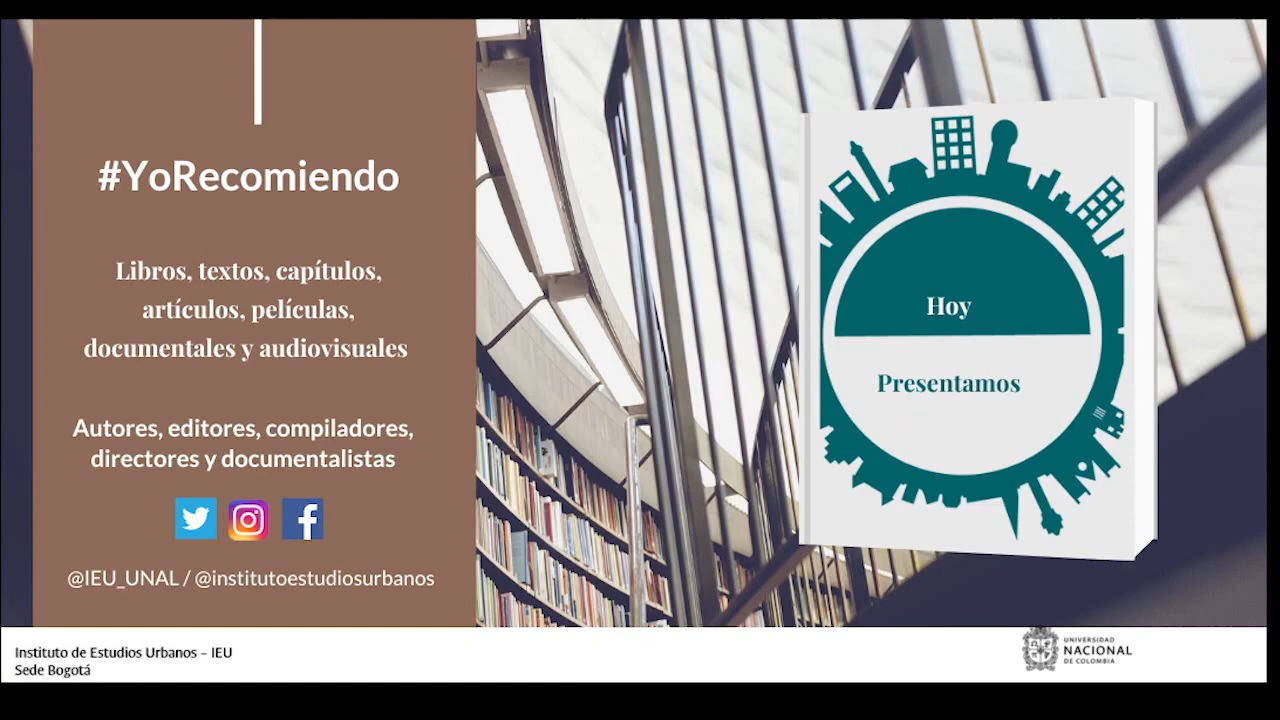 #YoRecomiendo
Libros, textos, capítulos,
artículos, películas,
documentales y audiovisuales
Autores, editores, compiladores,
directores y documentalistas
@IEU_UNAL / @institutoestudiosurbanos
Hoy
Presentamos
Instituto de Estudios Urbanos – IEU
Sede Bogotá
UNIVERSIDAD
NACIONAL
DE COLOMBIA